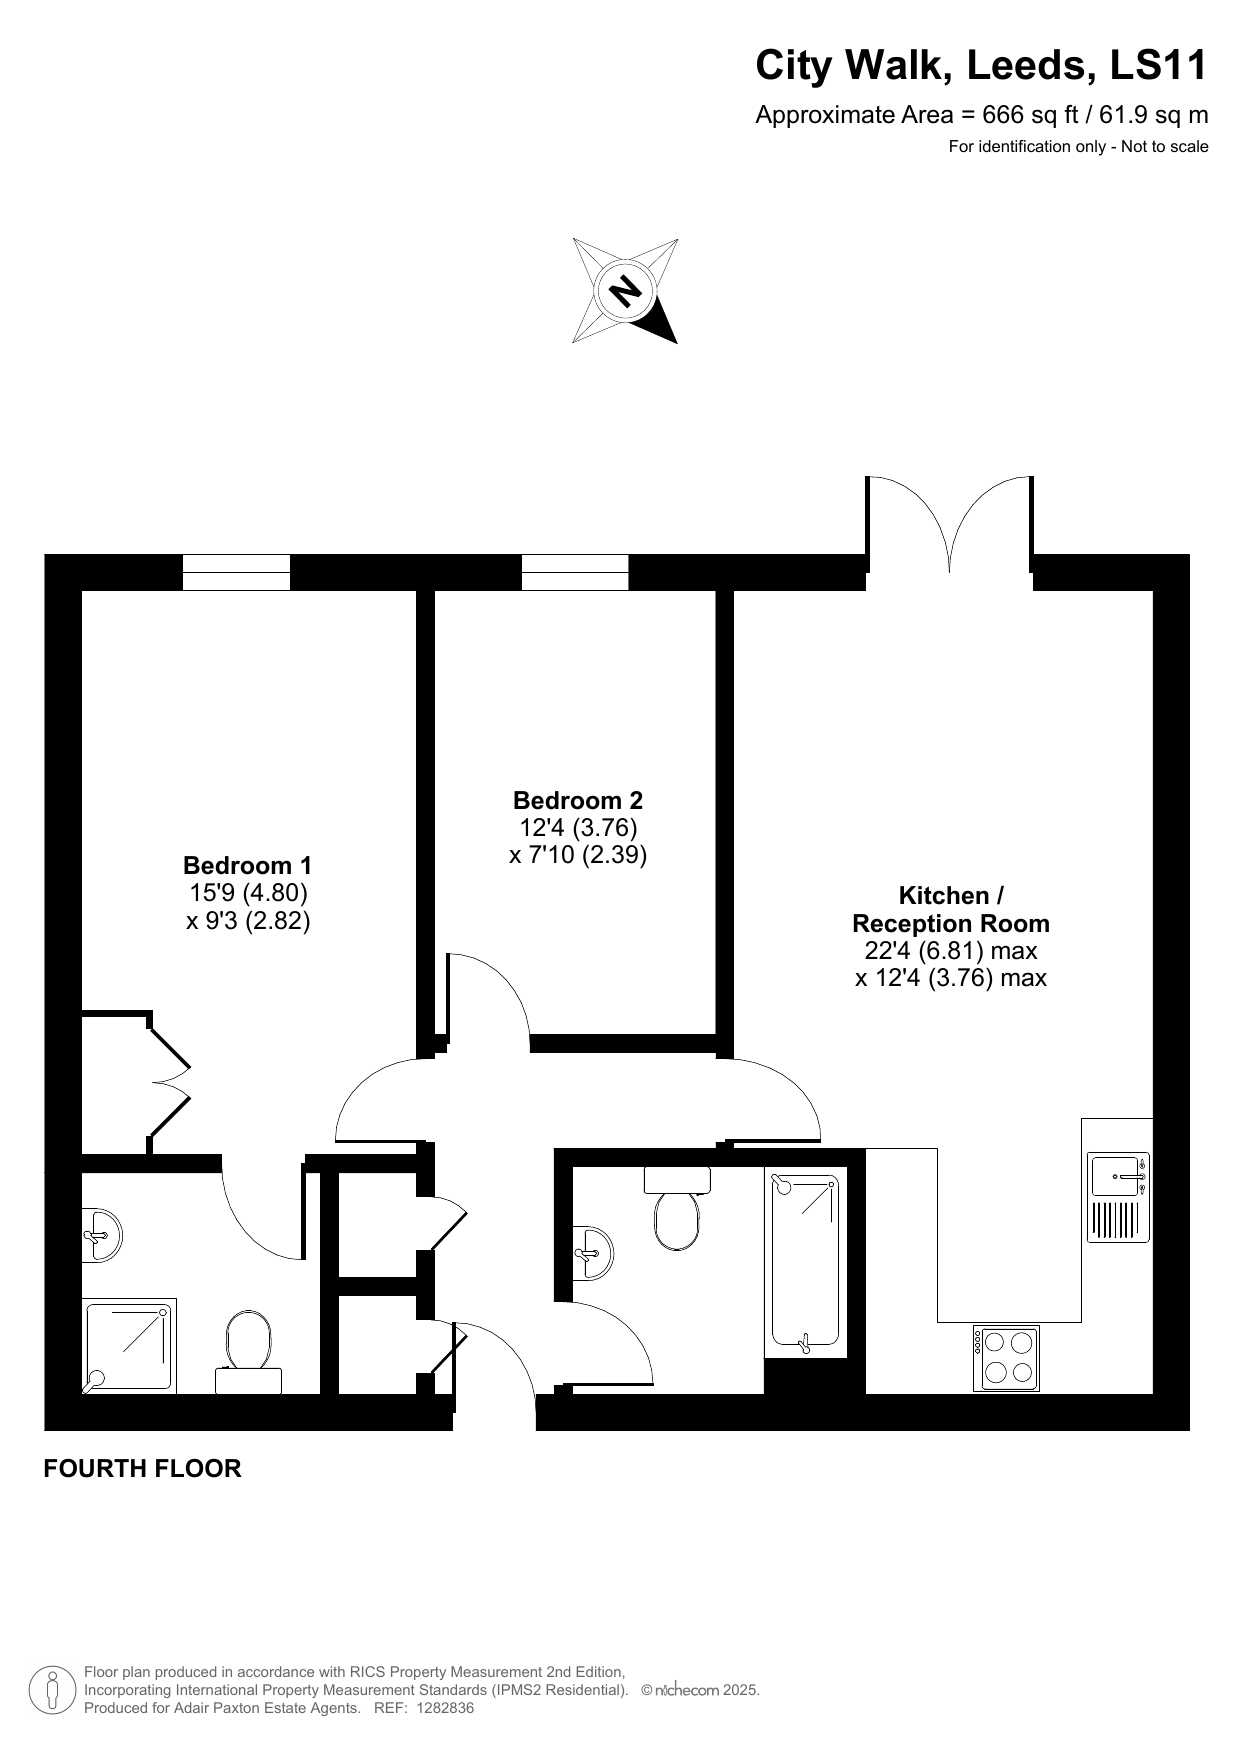 City Walk, Leeds, LS11
Approximate Area = 666 sq ft / 61.9 sq m
For identification only - Not to scale
N
Bedroom 2
12'4 (3.76)
x 7'10 (2.39)
Bedroom 1
15'9 (4.80)
x 9'3 (2.82)
Kitchen /
Reception Room
22'4 (6.81) max
x 12'4 (3.76) max
FOURTH FLOOR
Floor plan produced in accordance with RICS Property Measurement 2nd Edition,
Incorporating International Property Measurement Standards (IPMS2 Residential). © nichecom 2025.
Produced for Adair Paxton Estate Agents. REF: 1282836